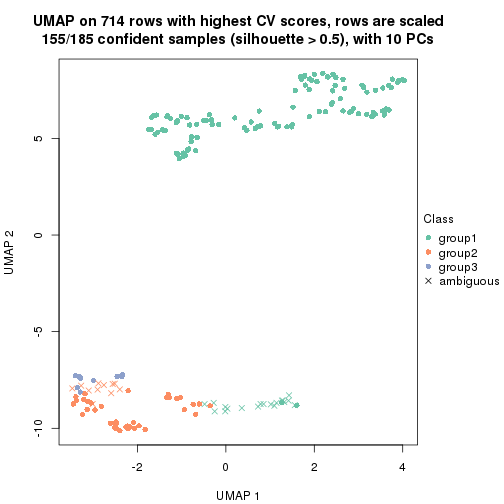 UMAP on 714 rows with highest CV scores, rows are scaled
155/185 confident samples (silhouette > 0.5), with 10 PCs
5
0
-5
-10
UMAP 2
-2
0
2
4
UMAP 1
Class
group1
group2
group3
ambiguous